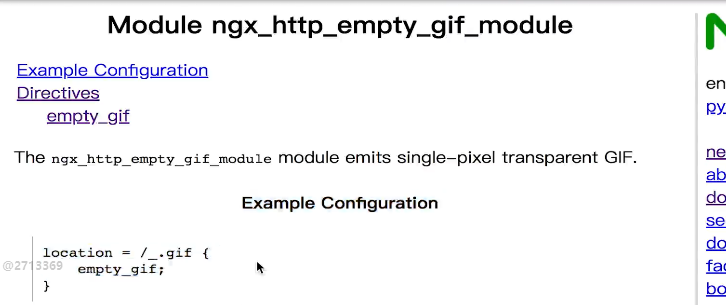 Module ngx_http_empty_gif_module
Example Configuration
Directives
empty_gif
The ngx_http_empty_gif_module module emits single-pixel transparent GIF.
Example Configuration
location = /_.gif {
empty_gif;
}
@2713369
en
py
ne
ab
do
se
do
fac
bo